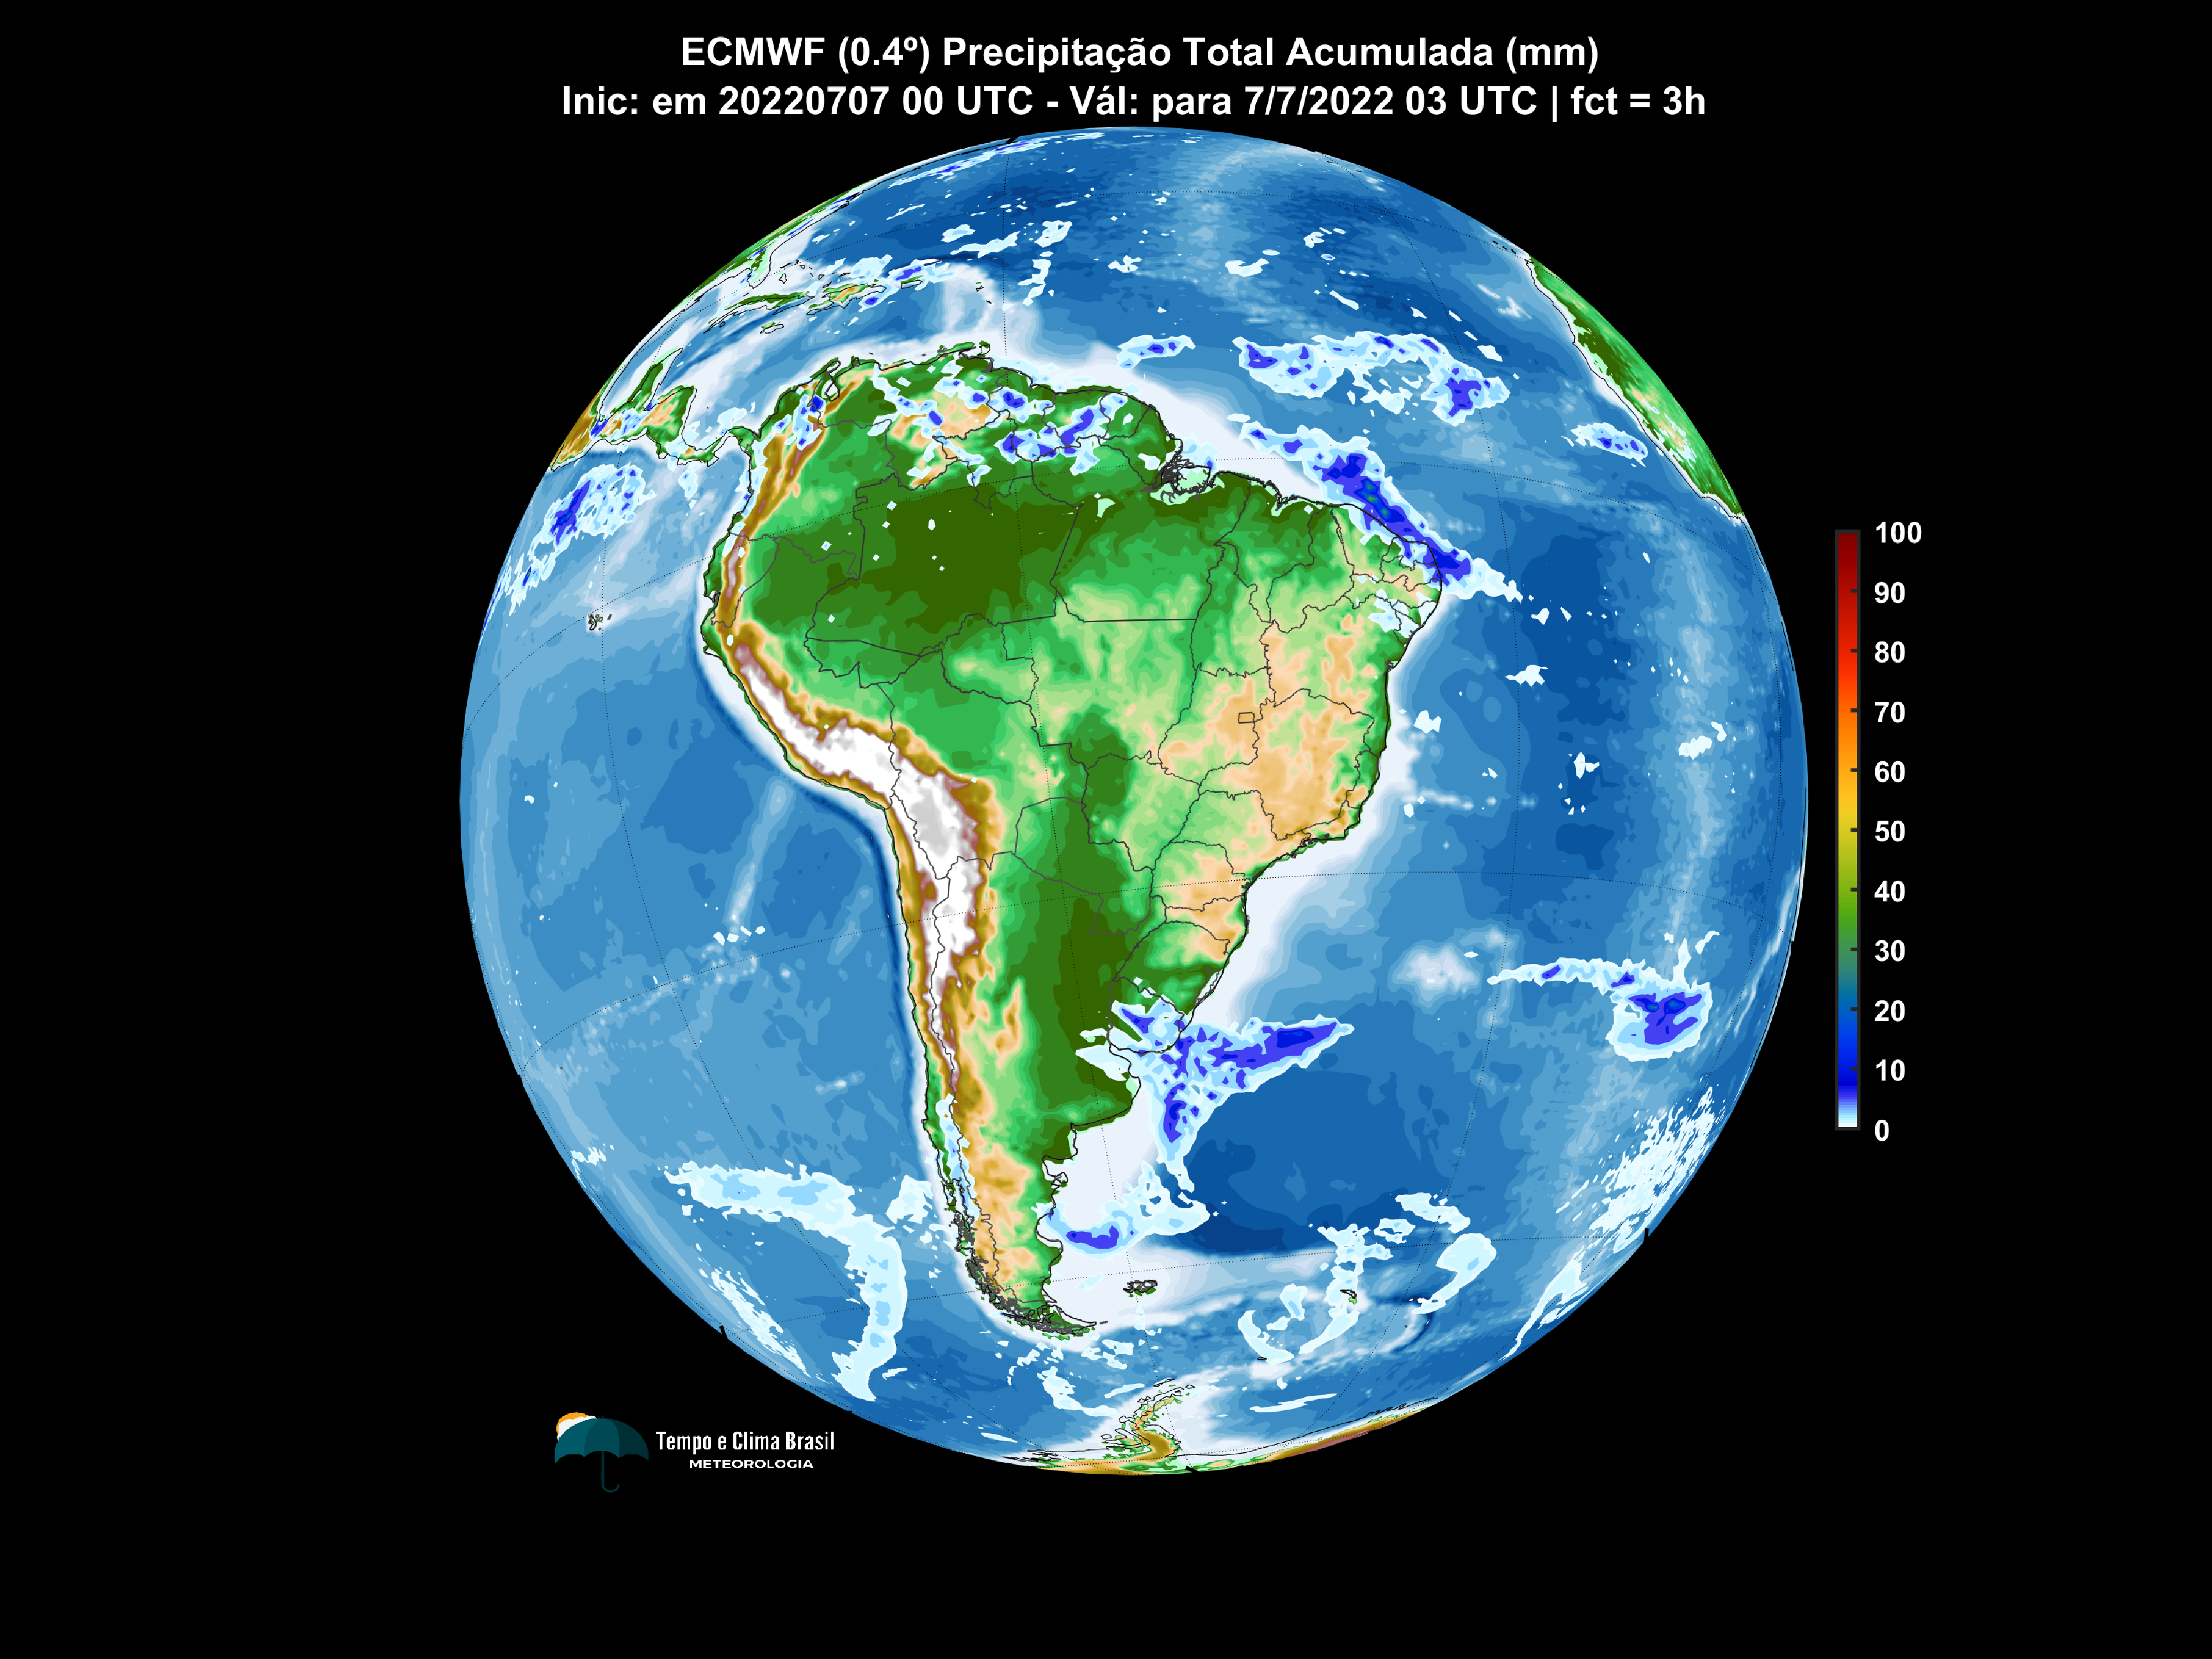 ECMWF (0.4º) Precipitação Total Acumulada (mm)
Inic: em 20220707 00 UTC - Vál: para 7/7/2022 03 UTC | fct = 3h
100
90
80
70
60
50
40
30
20
10
0
Tempo e Clima Brasil
METEOROLOGIA